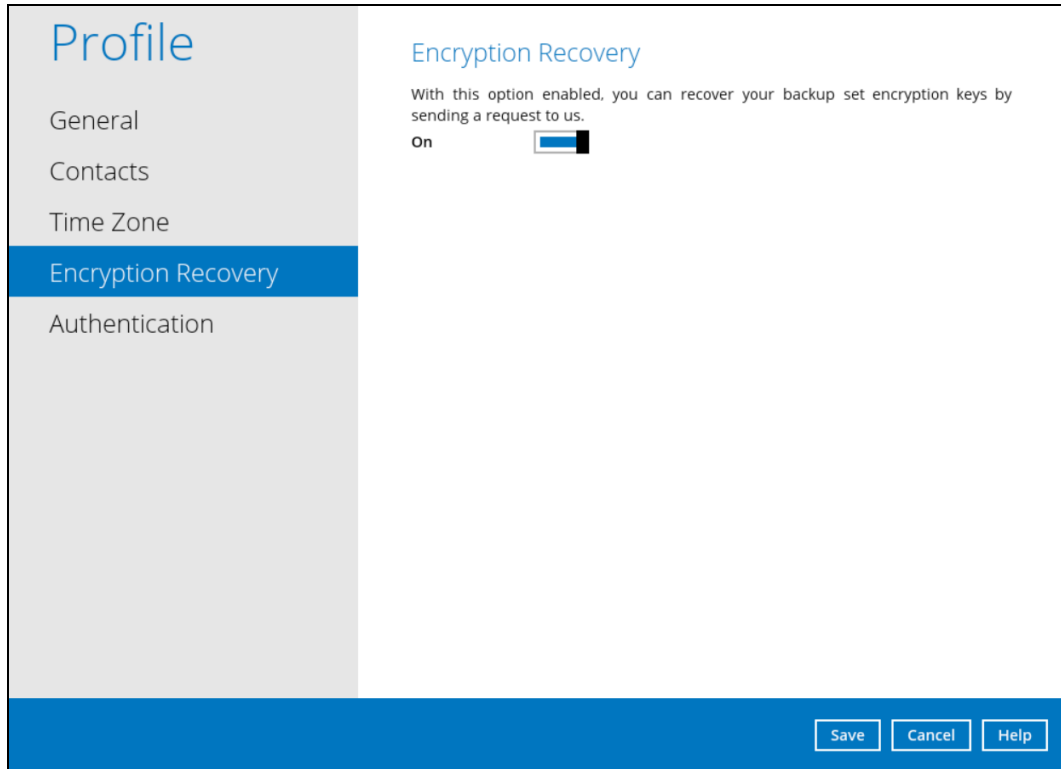 Profile
General
Contacts
Time Zone
Encryption Recovery
Authentication
Encryption Recovery
With this option enabled, you can recover your backup set encryption keys by
sending a request to us.
On
Save
Cancel
Help